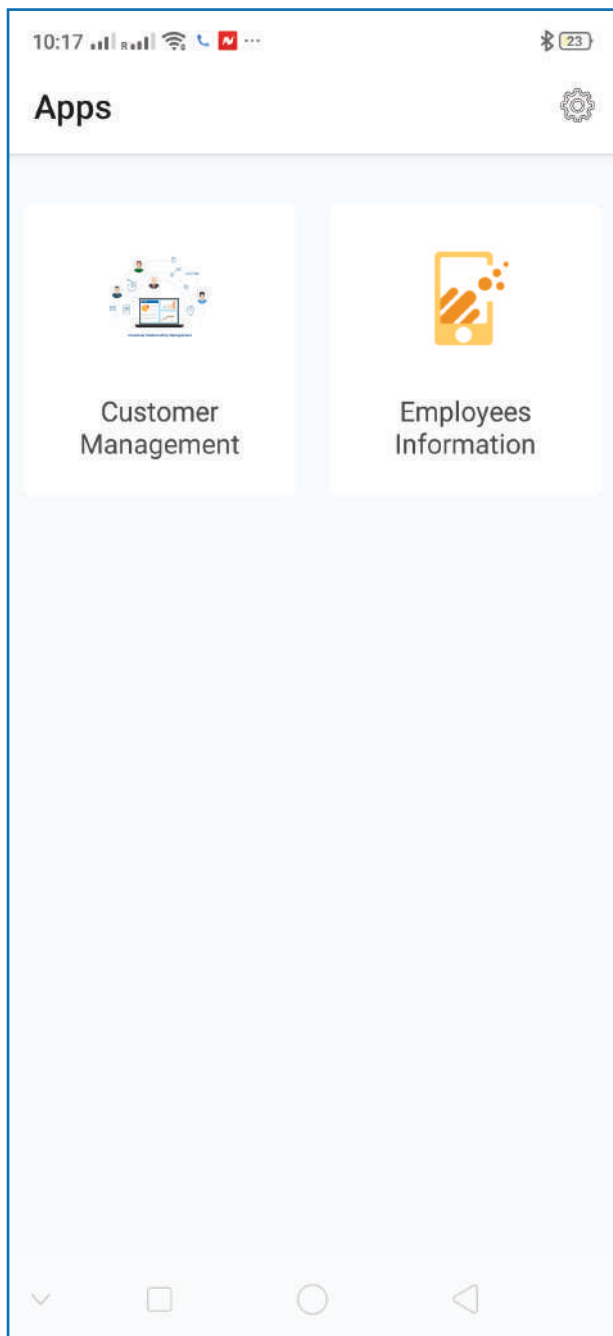 10:17 R 23
Apps
Customer
Management
Employees
Information